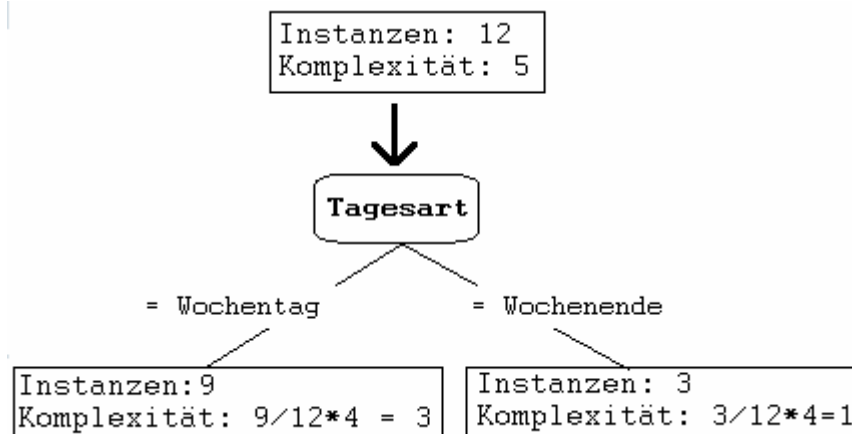 Instanzen: 12
Komplexität: 5
Tagesart
= Wochentag
= Wochenende
Instanzen:9
Komplexität: 9/12*4 = 3
Instanzen: 3
Komplexität: 3/12*4=1